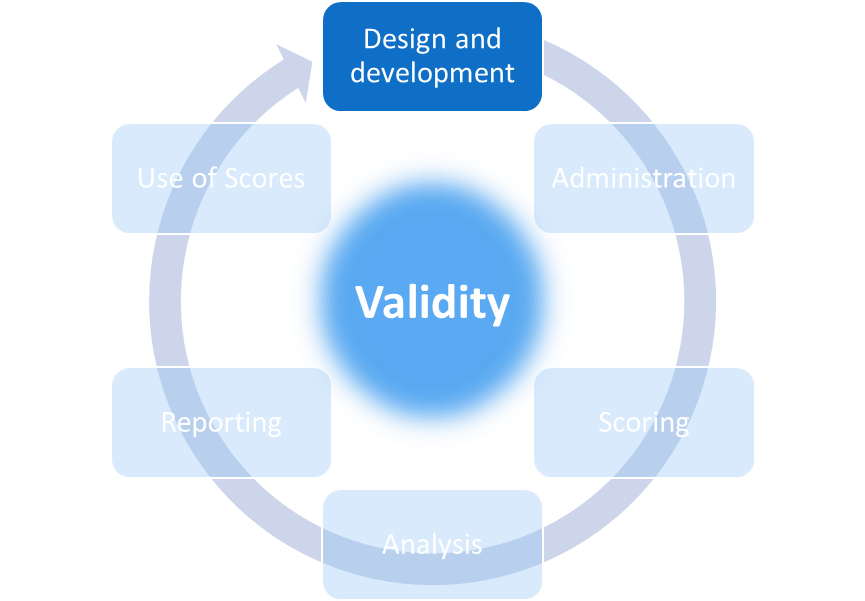 Design and
development
Use of Scores
Administration
Validity
Reporting
Scoring
Analysis